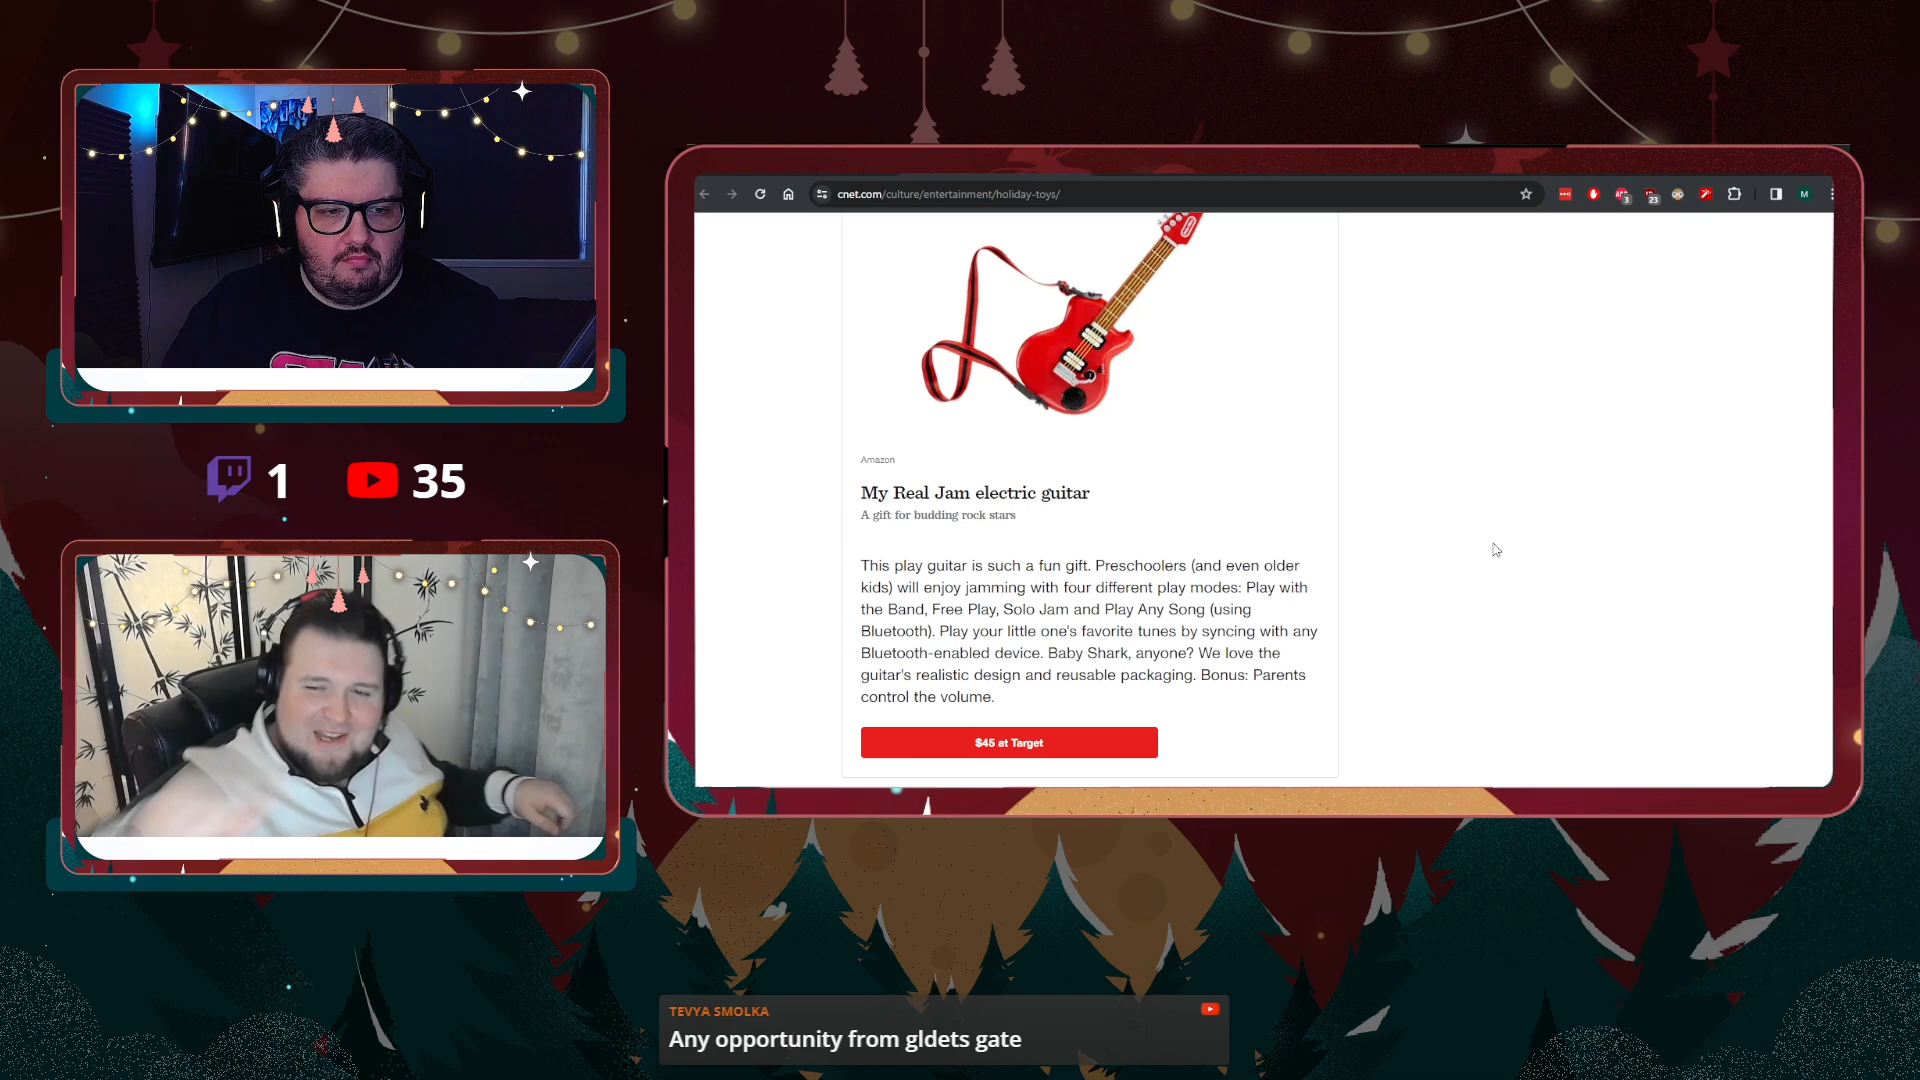 1
35
cnet.com/culture/entertainment/holiday-toys/
3
23
M
Amazon
My Real Jam electric guitar
A gift for budding rock stars
This play guitar is such a fun gift. Preschoolers (and even older
kids) will enjoy jamming with four different play modes: Play with
the Band, Free Play, Solo Jam and Play Any Song (using
Bluetooth). Play your little one's favorite tunes by syncing with any
Bluetooth-enabled device. Baby Shark, anyone? We love the
guitar's realistic design and reusable packaging. Bonus: Parents
control the volume.
$45 at Target
TEVYA SMOLKA
Any opportunity from gldets gate